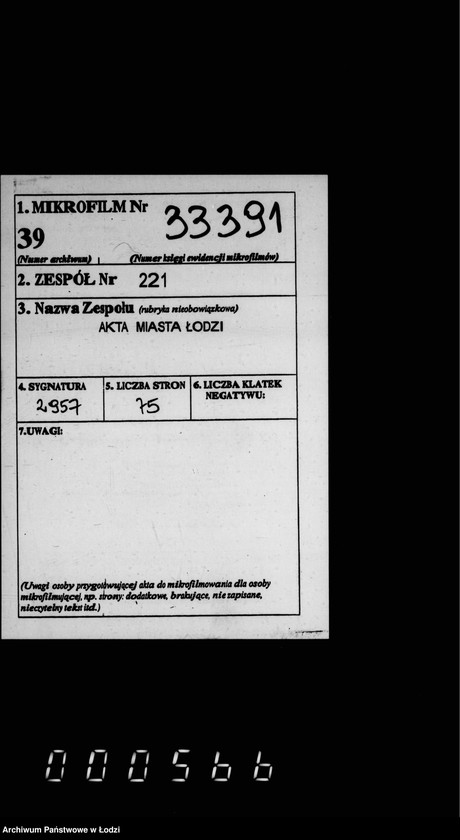 1. MIKROFILM Nr 33391
39
(Numer archiwum) (Numer księgi ewidencji mikrofilmów)
2. ZESPÓŁ Nr 221
3. Nazwa Zespołu (rubryka nieobowiązkowa)
AKTA MIASTA ŁODZI
4. SYGNATURA 5. LICZBA STRON 6. LICZBA KLATEK
NEGATYWU:
2957 75
7.UWAGI:
(Uwagi osoby przygotowującej akta do mikrofilmowania dla osoby
mikrofilmującej, np. strony: dodatkowe, brakujące, nie zapisane,
nieczytelny tekst itd.)
000566
Archiwum Państwowe w Łodzi